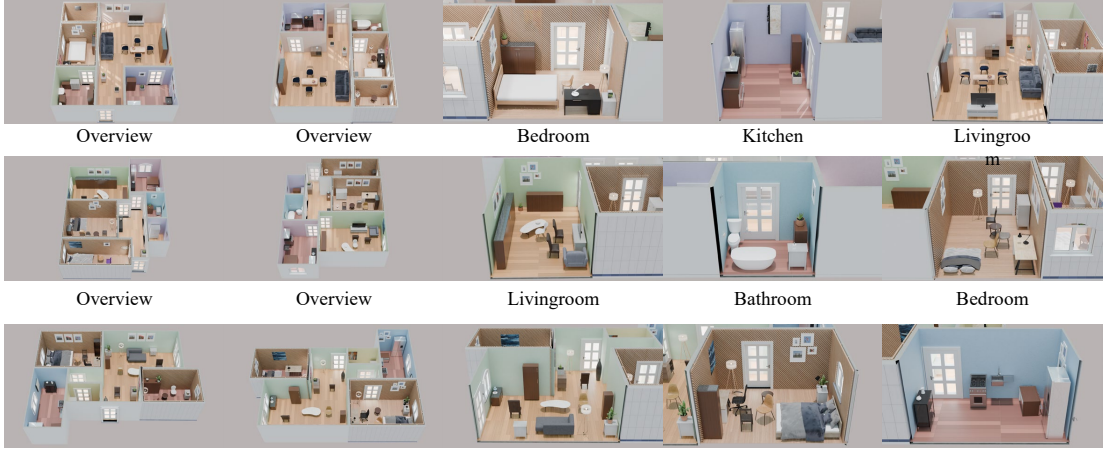 Overview
Overview
Bedroom
Kitchen
Livingroo
m
Overview
Overview
Livingroom
Bathroom
Bedroom